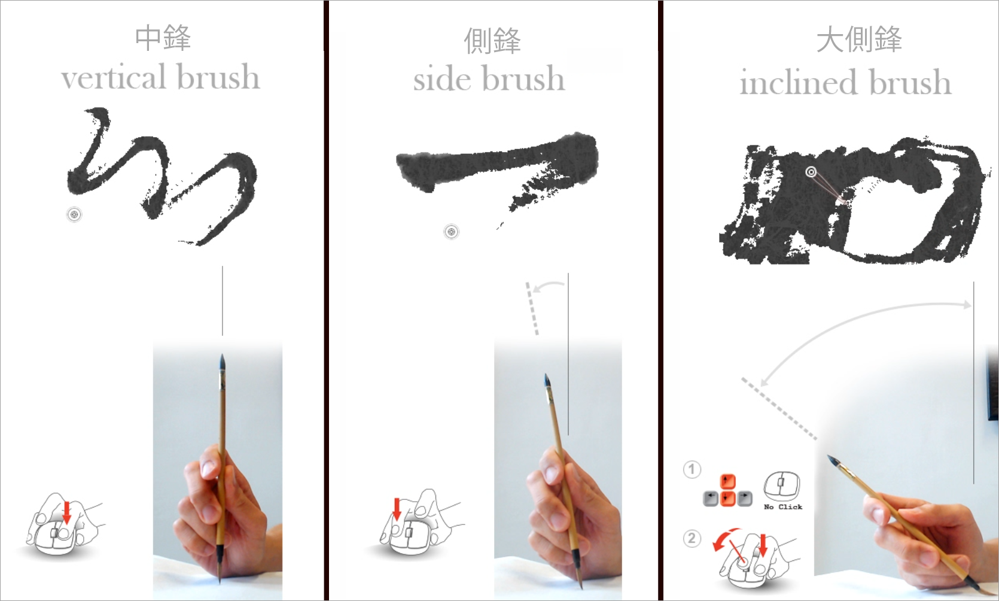 中鋒
vertical brush
側鋒
side brush
大側鋒
inclined brush
1
No Click
2